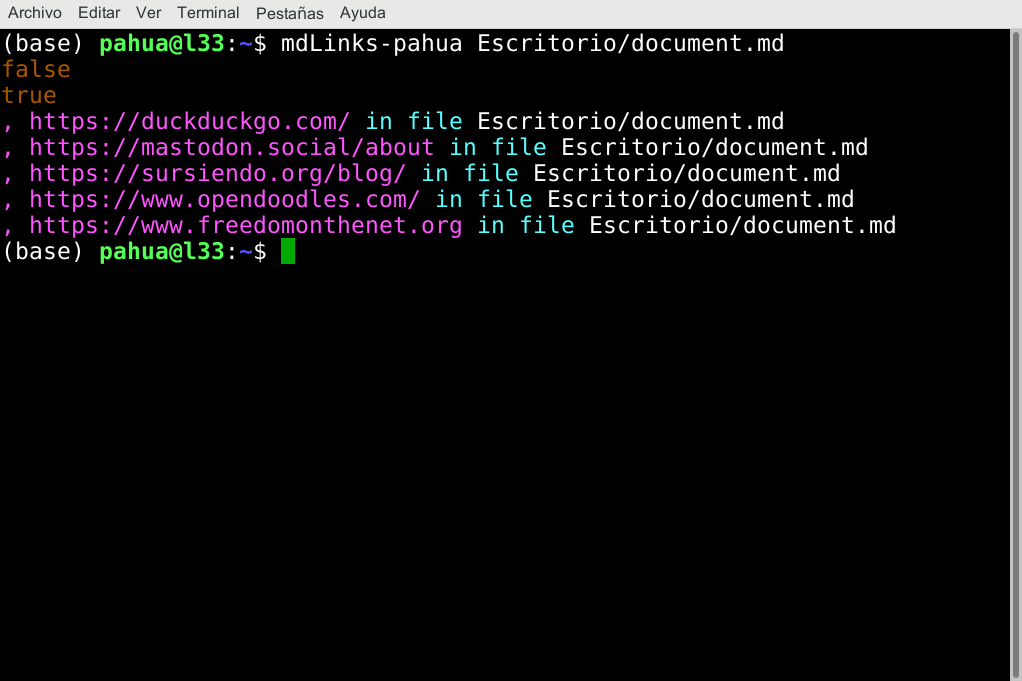 Archivo Editar Ver Terminal Pestañas Ayuda
(base) pahua@l33:~$ mdLinks-pahua Escritorio/document.md
false
true
, https://duckduckgo.com/ in file Escritorio/document.md
, https://mastodon.social/about in file Escritorio/document.md
, https://sursiendo.org/blog/ in file Escritorio/document.md
, https://www.opendoodles.com/ in file Escritorio/document.md
, https://www.freedomonthenet.org in file Escritorio/document.md
(base) pahua@l33:~$